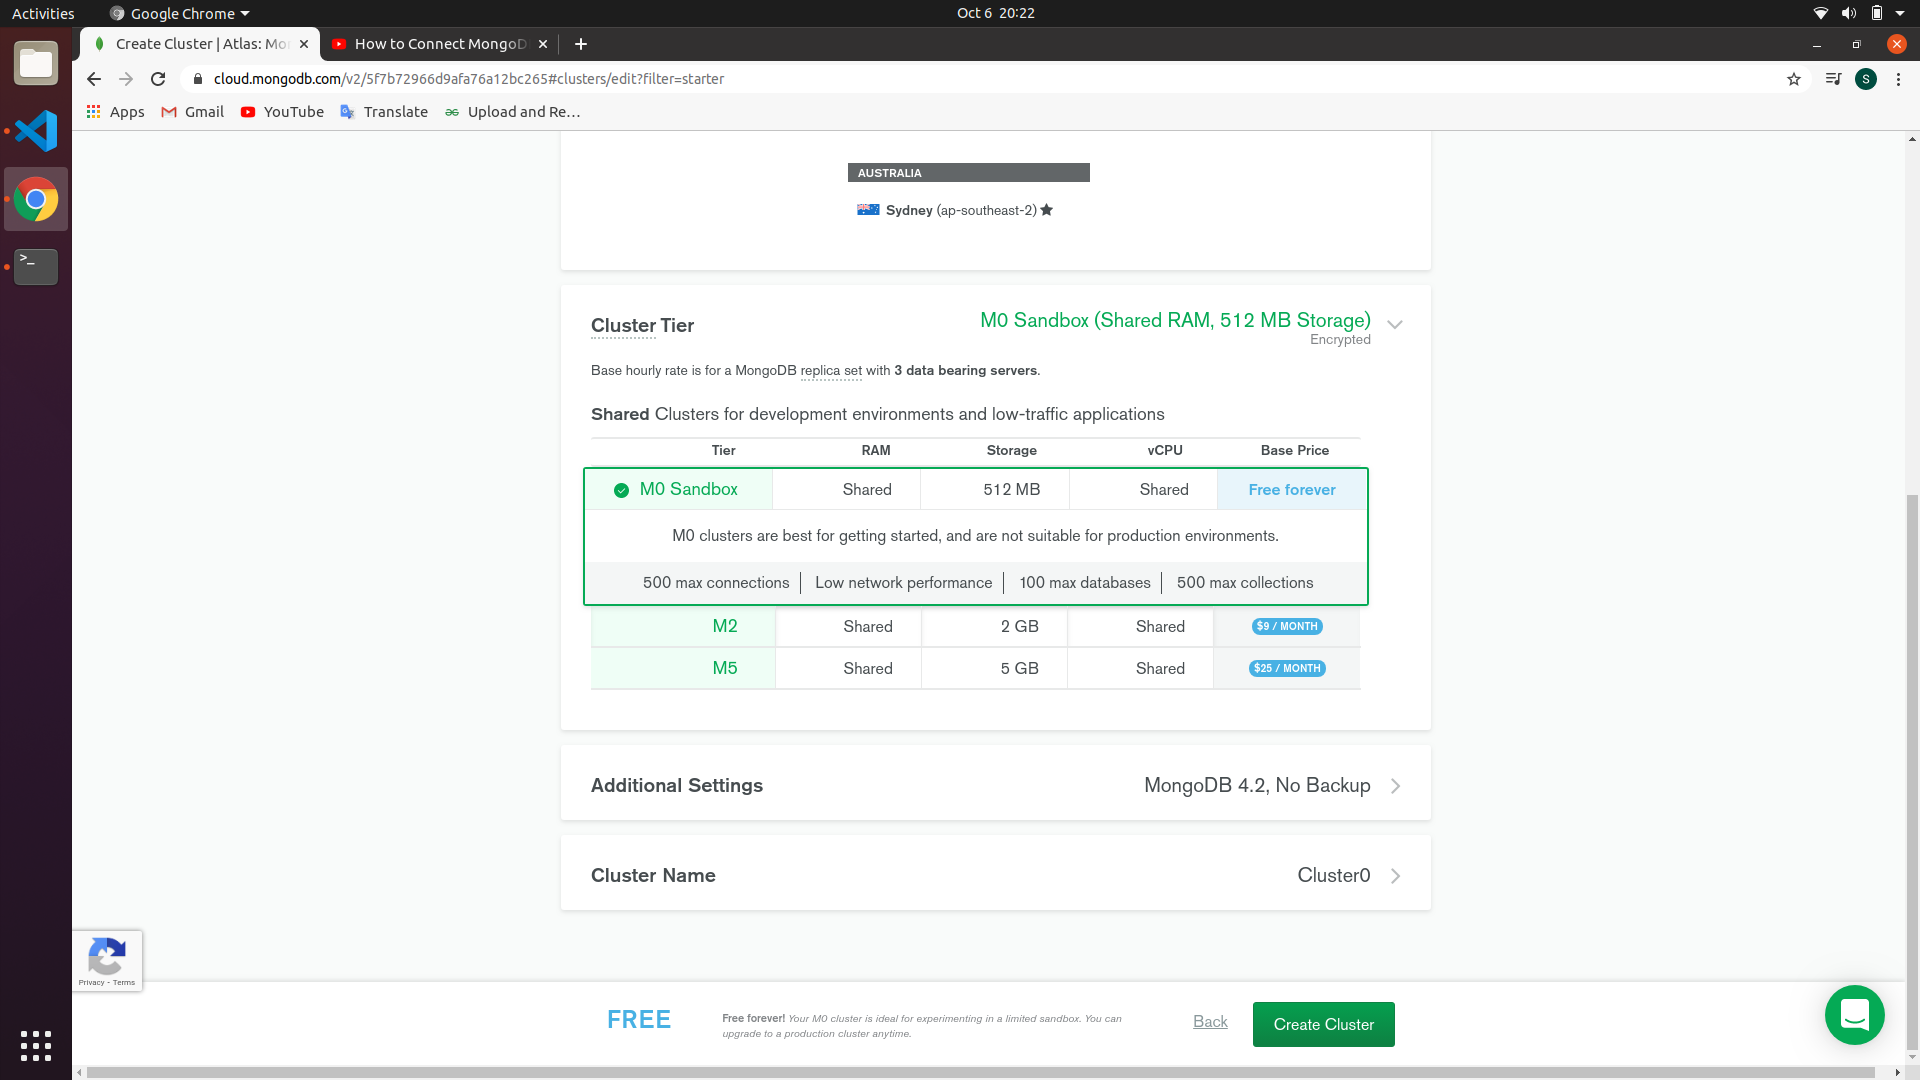 Activities
Google Chrome
Oct 6 20:22
Create Cluster | Atlas: Mon
How to Connect MongoD
cloud.mongodb.com/v2/5f7b72966d9afa76a12bc265#clusters/edit?filter=starter
S
Apps
Gmail
YouTube
Translate
Upload and Re...
AUSTRALIA
Sydney (ap-southeast-2)
Cluster Tier
M0 Sandbox (Shared RAM, 512 MB Storage)
Encrypted
Base hourly rate is for a MongoDB replica set with 3 data bearing servers.
Shared Clusters for development environments and low-traffic applications
Tier RAM Storage vCPU Base Price
M0 Sandbox Shared 512 MB Shared Free forever
M0 clusters are best for getting started, and are not suitable for production environments.
500 max connections Low network performance 100 max databases 500 max collections
M2 Shared 2 GB Shared $9 / MONTH
M5 Shared 5 GB Shared $25 / MONTH
Additional Settings
MongoDB 4.2, No Backup
Cluster Name
Cluster0
Privacy - Terms
FREE
Free forever! Your M0 cluster is ideal for experimenting in a limited sandbox. You can
upgrade to a production cluster anytime.
Back
Create Cluster